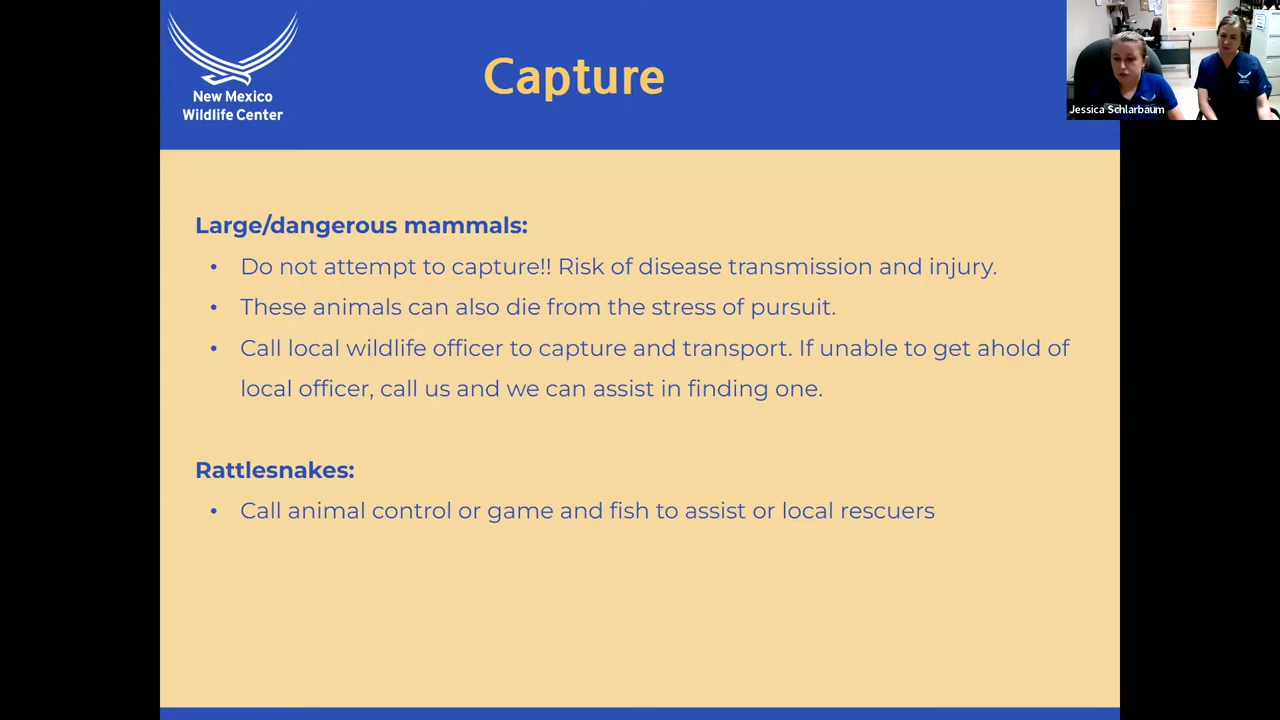 New Mexico
Wildlife Center
Capture
Jessica Schlarbaum
Large/dangerous mammals:
• Do not attempt to capture!! Risk of disease transmission and injury.
• These animals can also die from the stress of pursuit.
• Call local wildlife officer to capture and transport. If unable to get ahold of
local officer, call us and we can assist in finding one.
Rattlesnakes:
• Call animal control or game and fish to assist or local rescuers